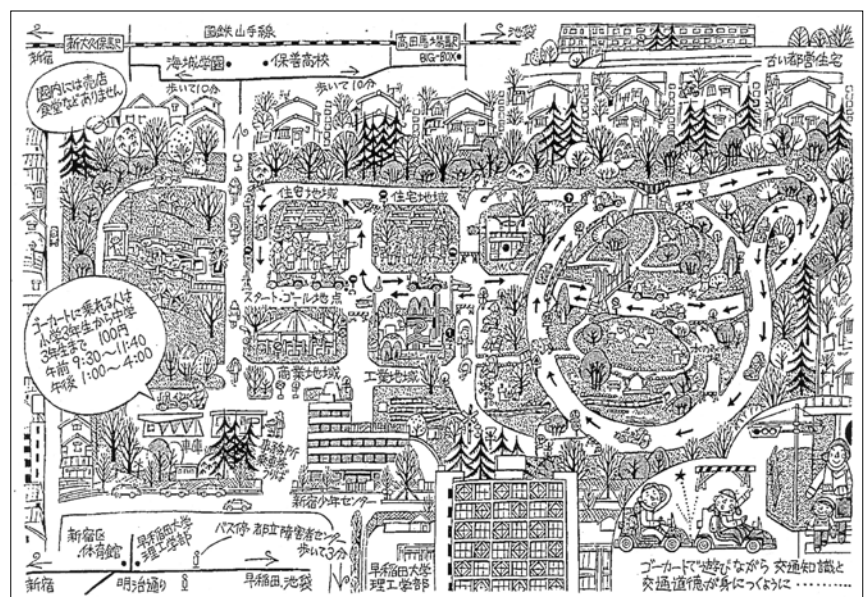 国鉄山手線
新大久保駅
高田馬場駅
池袋
新宿
海城学園
保善高校
BIG-BOX
古い都営住宅
歩いて10分
歩いて10分
園内には売店
食堂など ありません
住宅地域
住宅地域
WC
スタート・ゴール地点
ゴーカートに乗れる人は
小学3年生から中学
3年生まで 100円
午前 9:30〜11:40
午後 1:00〜4:00
商業地域
工業地域
車庫
事務所
新宿少年センター
新宿区
体育館
早稲田大学
理工学部
バス停
都立障害者センター
歩いて3分
新宿
明治通り
早稲田、池袋
早稲田大学
理工学部
ゴーカートで遊びながら 交通知識と
交通道徳が身につくように………